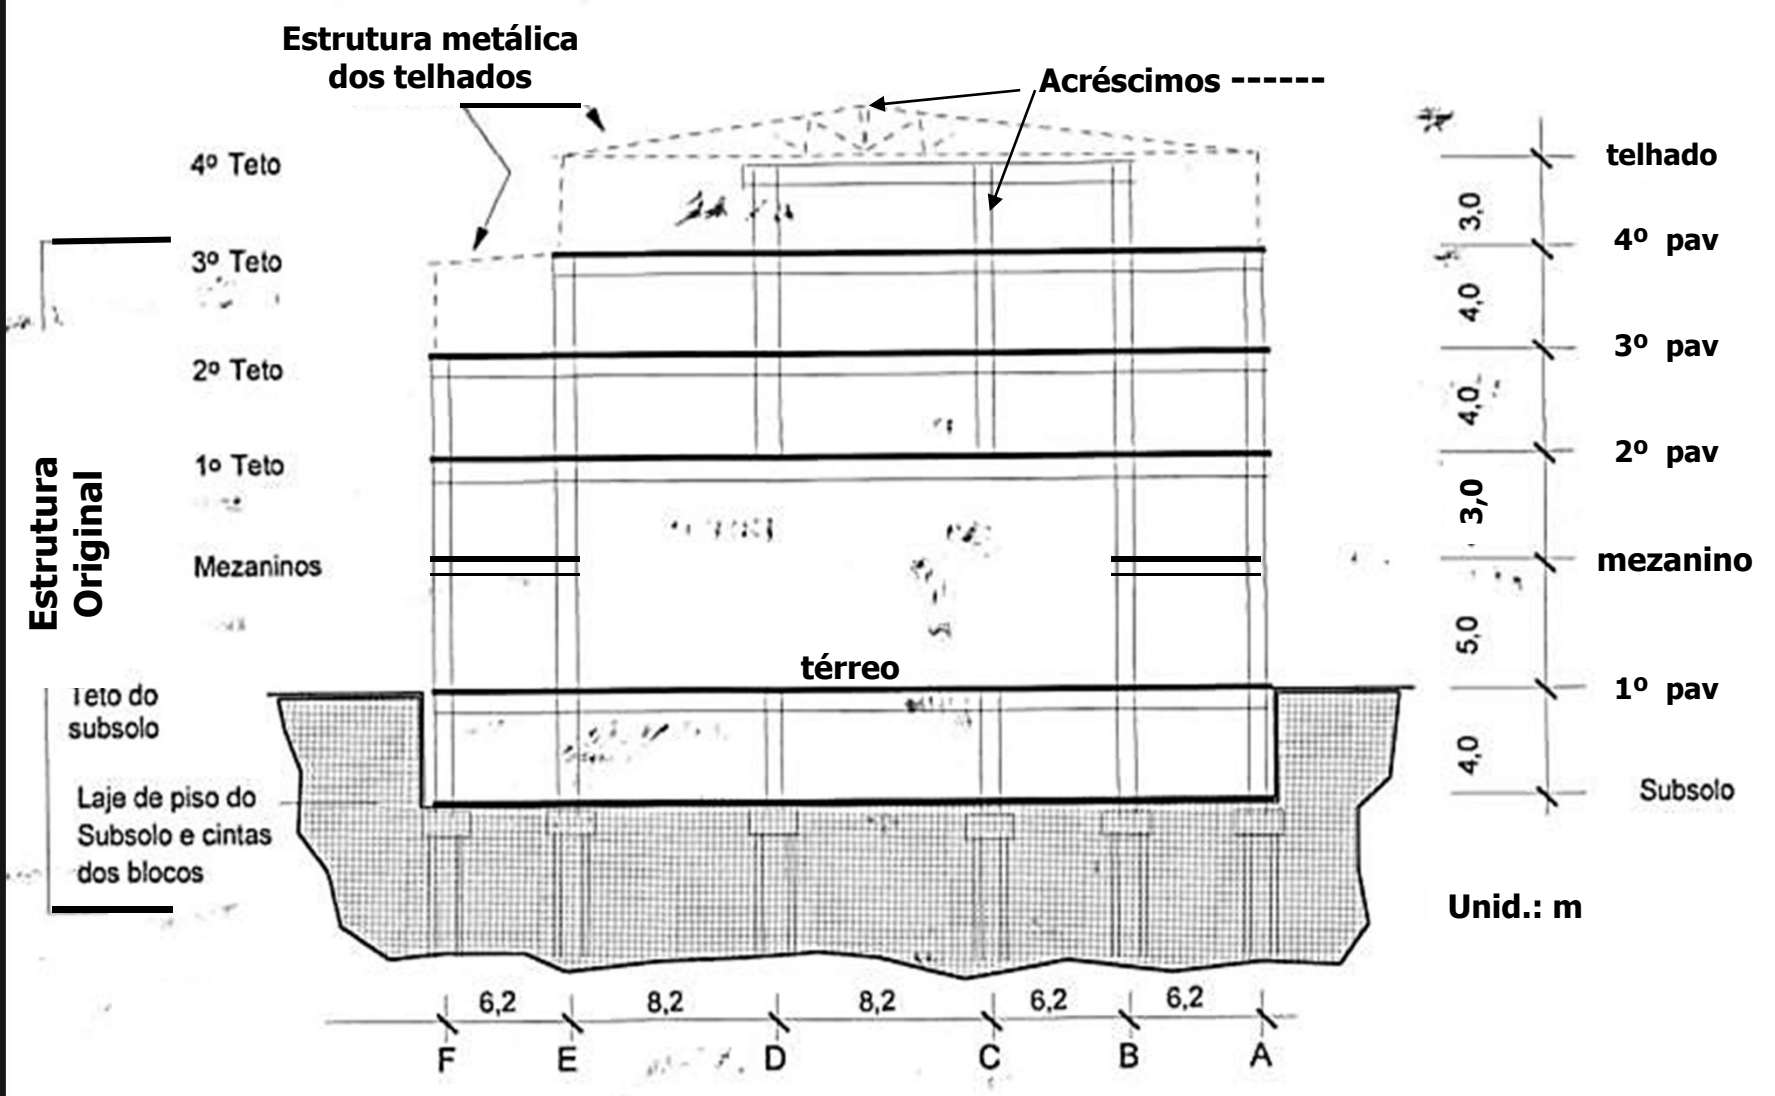 Estrutura metálica
dos telhados
Acréscimos ------
4º Teto
3º Teto
2º Teto
1º Teto
Mezaninos
Estrutura
Original
Teto do
subsolo
Laje de piso do
Subsolo e cintas
dos blocos
térreo
telhado
3,0
4º pav
4,0
3º pav
4,0
2º pav
3,0
mezanino
5,0
1º pav
4,0
Subsolo
Unid.: m
6,2 8,2 8,2 6,2 6,2
F E D C B A